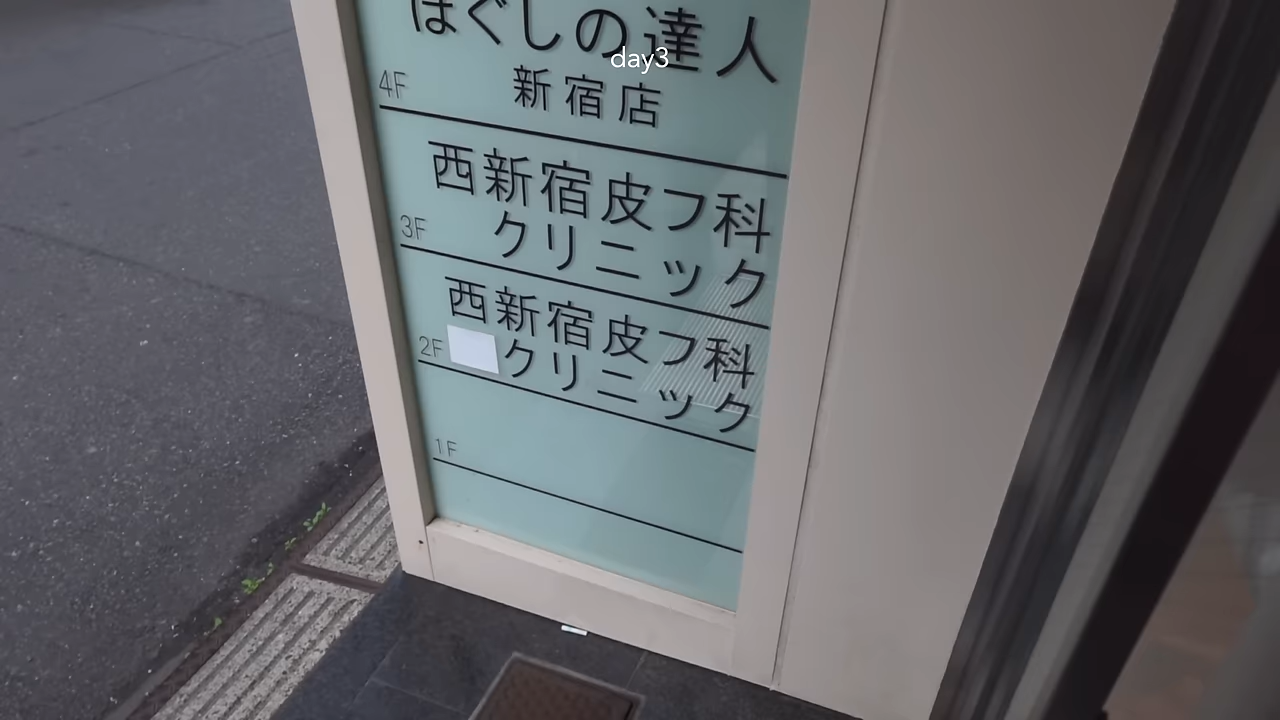 ほぐしの達人
day3
4F 新宿店
西新宿皮フ科
3F クリニック
西新宿皮フ科
2F クリニック
1F